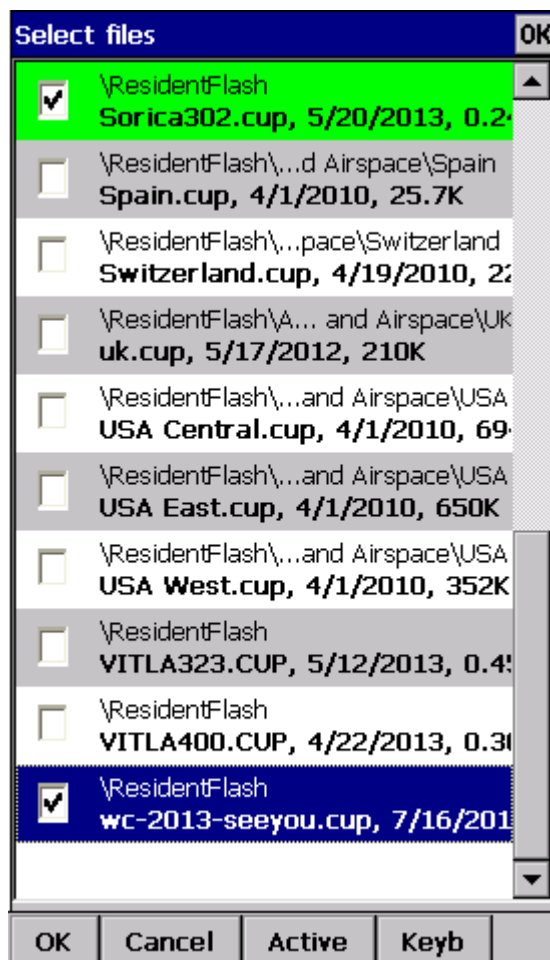 Select files OK
\ResidentFlash
Sorica302.cup, 5/20/2013, 0.2
\ResidentFlash\...d Airspace\Spain
Spain.cup, 4/1/2010, 25.7K
\ResidentFlash\...pace\Switzerland
Switzerland.cup, 4/19/2010, 22
\ResidentFlash\A... and Airspace\UK
uk.cup, 5/17/2012, 210K
\ResidentFlash\...and Airspace\USA
USA Central.cup, 4/1/2010, 69
\ResidentFlash\...and Airspace\USA
USA East.cup, 4/1/2010, 650K
\ResidentFlash\...and Airspace\USA
USA West.cup, 4/1/2010, 352K
\ResidentFlash
VITLA323.CUP, 5/12/2013, 0.4
\ResidentFlash
VITLA400.CUP, 4/22/2013, 0.3
\ResidentFlash
wc-2013-seeyou.cup, 7/16/201
OK Cancel Active Keyb